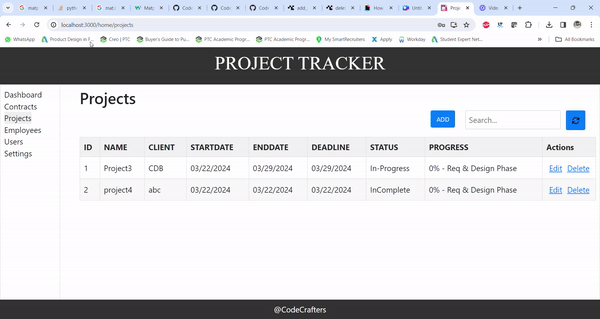 localhost:3000/home/projects
WhatsApp
Product Design in F...
Creo | PTC
Buyer's Guide to Pu...
PTC Academic Progr...
PTC Academic Progr...
My SmartRecruiters
Apply
Workday
Student Expert Net...
»
All Bookmarks
PROJECT TRACKER
Dashboard
Contracts
Projects
Employees
Users
Settings
Projects
ADD
Search...
ID NAME CLIENT STARTDATE ENDDATE DEADLINE STATUS PROGRESS Actions
1 Project3 CDB 03/22/2024 03/29/2024 03/29/2024 In-Progress 0% - Req & Design Phase Edit Delete
2 project4 abc 03/22/2024 03/22/2024 03/22/2024 InComplete 0% - Req & Design Phase Edit Delete
@CodeCrafters